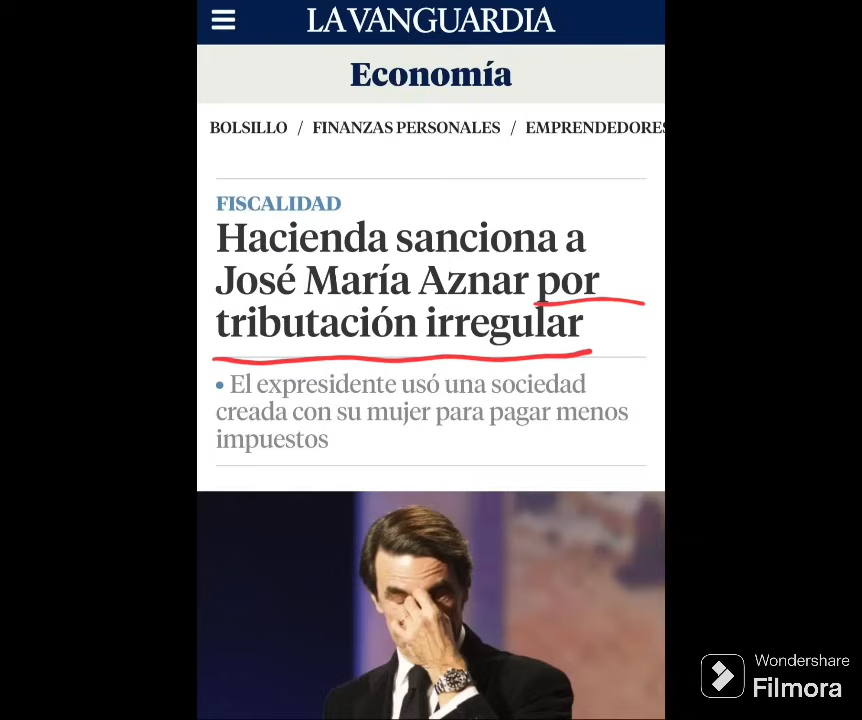 LA VANGUARDIA
Economía
BOLSILLO / FINANZAS PERSONALES / EMPRENDEDORES
FISCALIDAD
Hacienda sanciona a
José María Aznar por
tributación irregular
• El expresidente usó una sociedad
creada con su mujer para pagar menos
impuestos
Wondershare
Filmora